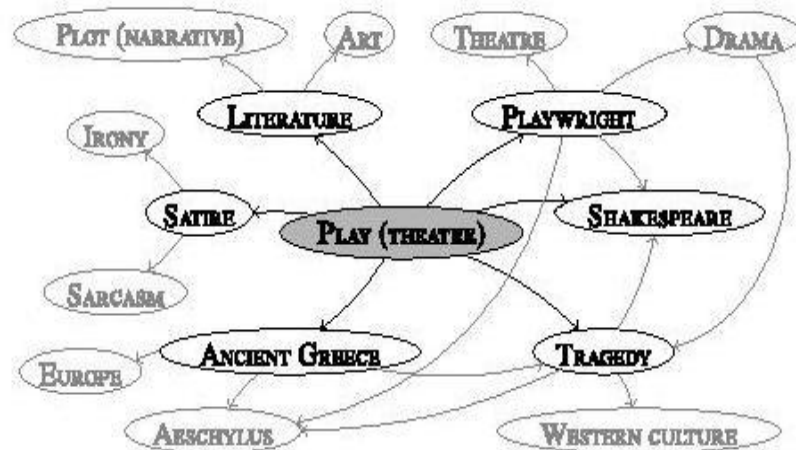 PLOT (NARRATIVE)
ART
THEATRE
DRAMA
LITERATURE
PLAYWRIGHT
IRONY
SATIRE
PLAY (THEATER)
SHAKESPEARE
SARCASM
ANCIENT GREECE
TRAGEDY
EUROPE
AESCHYLUS
WESTERN CULTURE